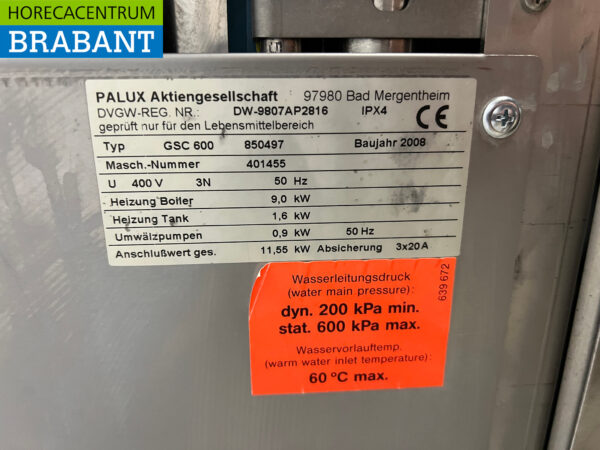 HORECACENTRUM
BRABANT
PALUX Aktiengesellschaft 97980 Bad Mergentheim
DVGW-REG. NR.: DW-9807AP2816 IPX4 CE
geprüft nur für den Lebensmittelbereich
Typ GSC 600 850497 Baujahr 2008
Masch.-Nummer 401455
U 400 V 3N 50 Hz
Heizung Boiler 9,0 kW
Heizung Tank 1,6 kW
Umwälzpumpen 0,9 kW 50 Hz
Anschlußwert ges. 11,55 kW Absicherung 3x20 A
Wasserleitungsdruck
(water main pressure):
dyn. 200 kPa min.
stat. 600 kPa max.
Wasservorlauftemp.
(warm water inlet temperature):
60 °C max.
639 672